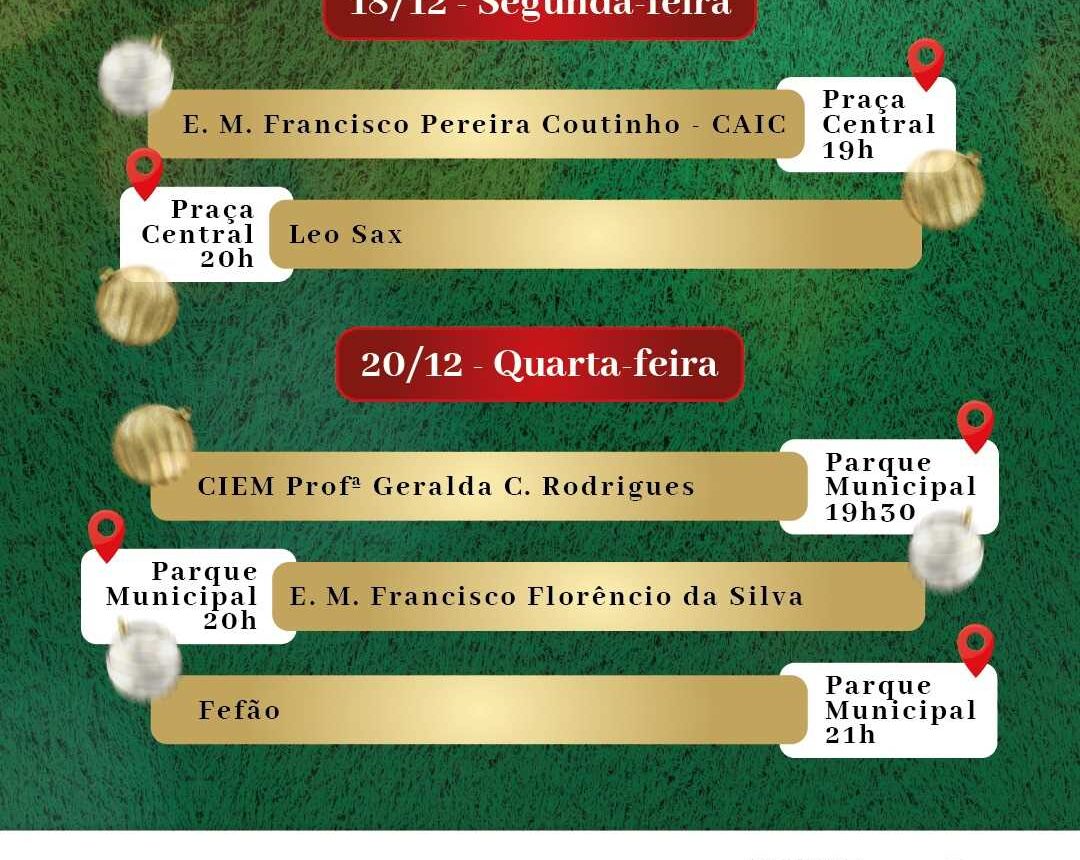 18/12 - Segunda-feira
E. M. Francisco Pereira Coutinho - CAIC
Praça
Central
19h
Praça
Central
20h
Leo Sax
20/12 - Quarta-feira
CIEM Profª Geralda C. Rodrigues
Parque
Municipal
19h30
Parque
Municipal
20h
E. M. Francisco Florêncio da Silva
Fefão
Parque
Municipal
21h